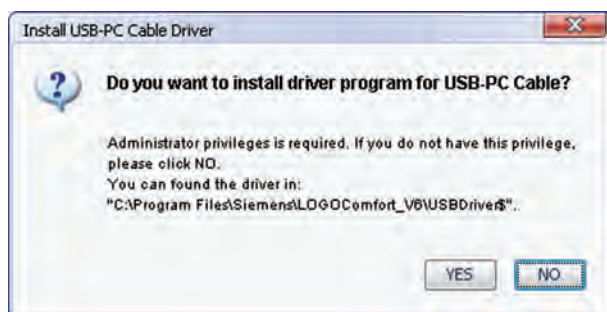 Install USB-PC Cable Driver
Do you want to install driver program for USB-PC Cable?
Administrator privileges is required. If you do not have this privilege,
please click NO.
You can found the driver in:
"C:\Program Files\Siemens\LOGOComfort_V6\USBDriver$"..
YES NO